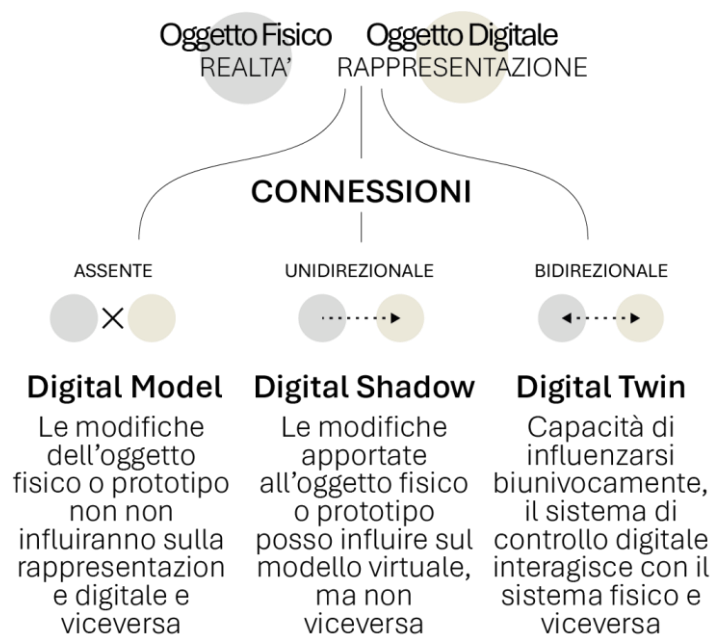 Oggetto Fisico Oggetto Digitale
REALTA' RAPPRESENTAZIONE
CONNESSIONI
ASSENTE
UNIDIREZIONALE
BIDIREZIONALE
Digital Model
Le modifiche
dell'oggetto
fisico o prototipo
non non
influiranno sulla
rappresentazion
e digitale e
viceversa
Digital Shadow
Le modifiche
apportate
all'oggetto fisico
o prototipo
posso influire sul
modello virtuale,
ma non
viceversa
Digital Twin
Capacità di
influenzarsi
biunivocamente,
il sistema di
controllo digitale
interagisce con il
sistema fisico e
viceversa